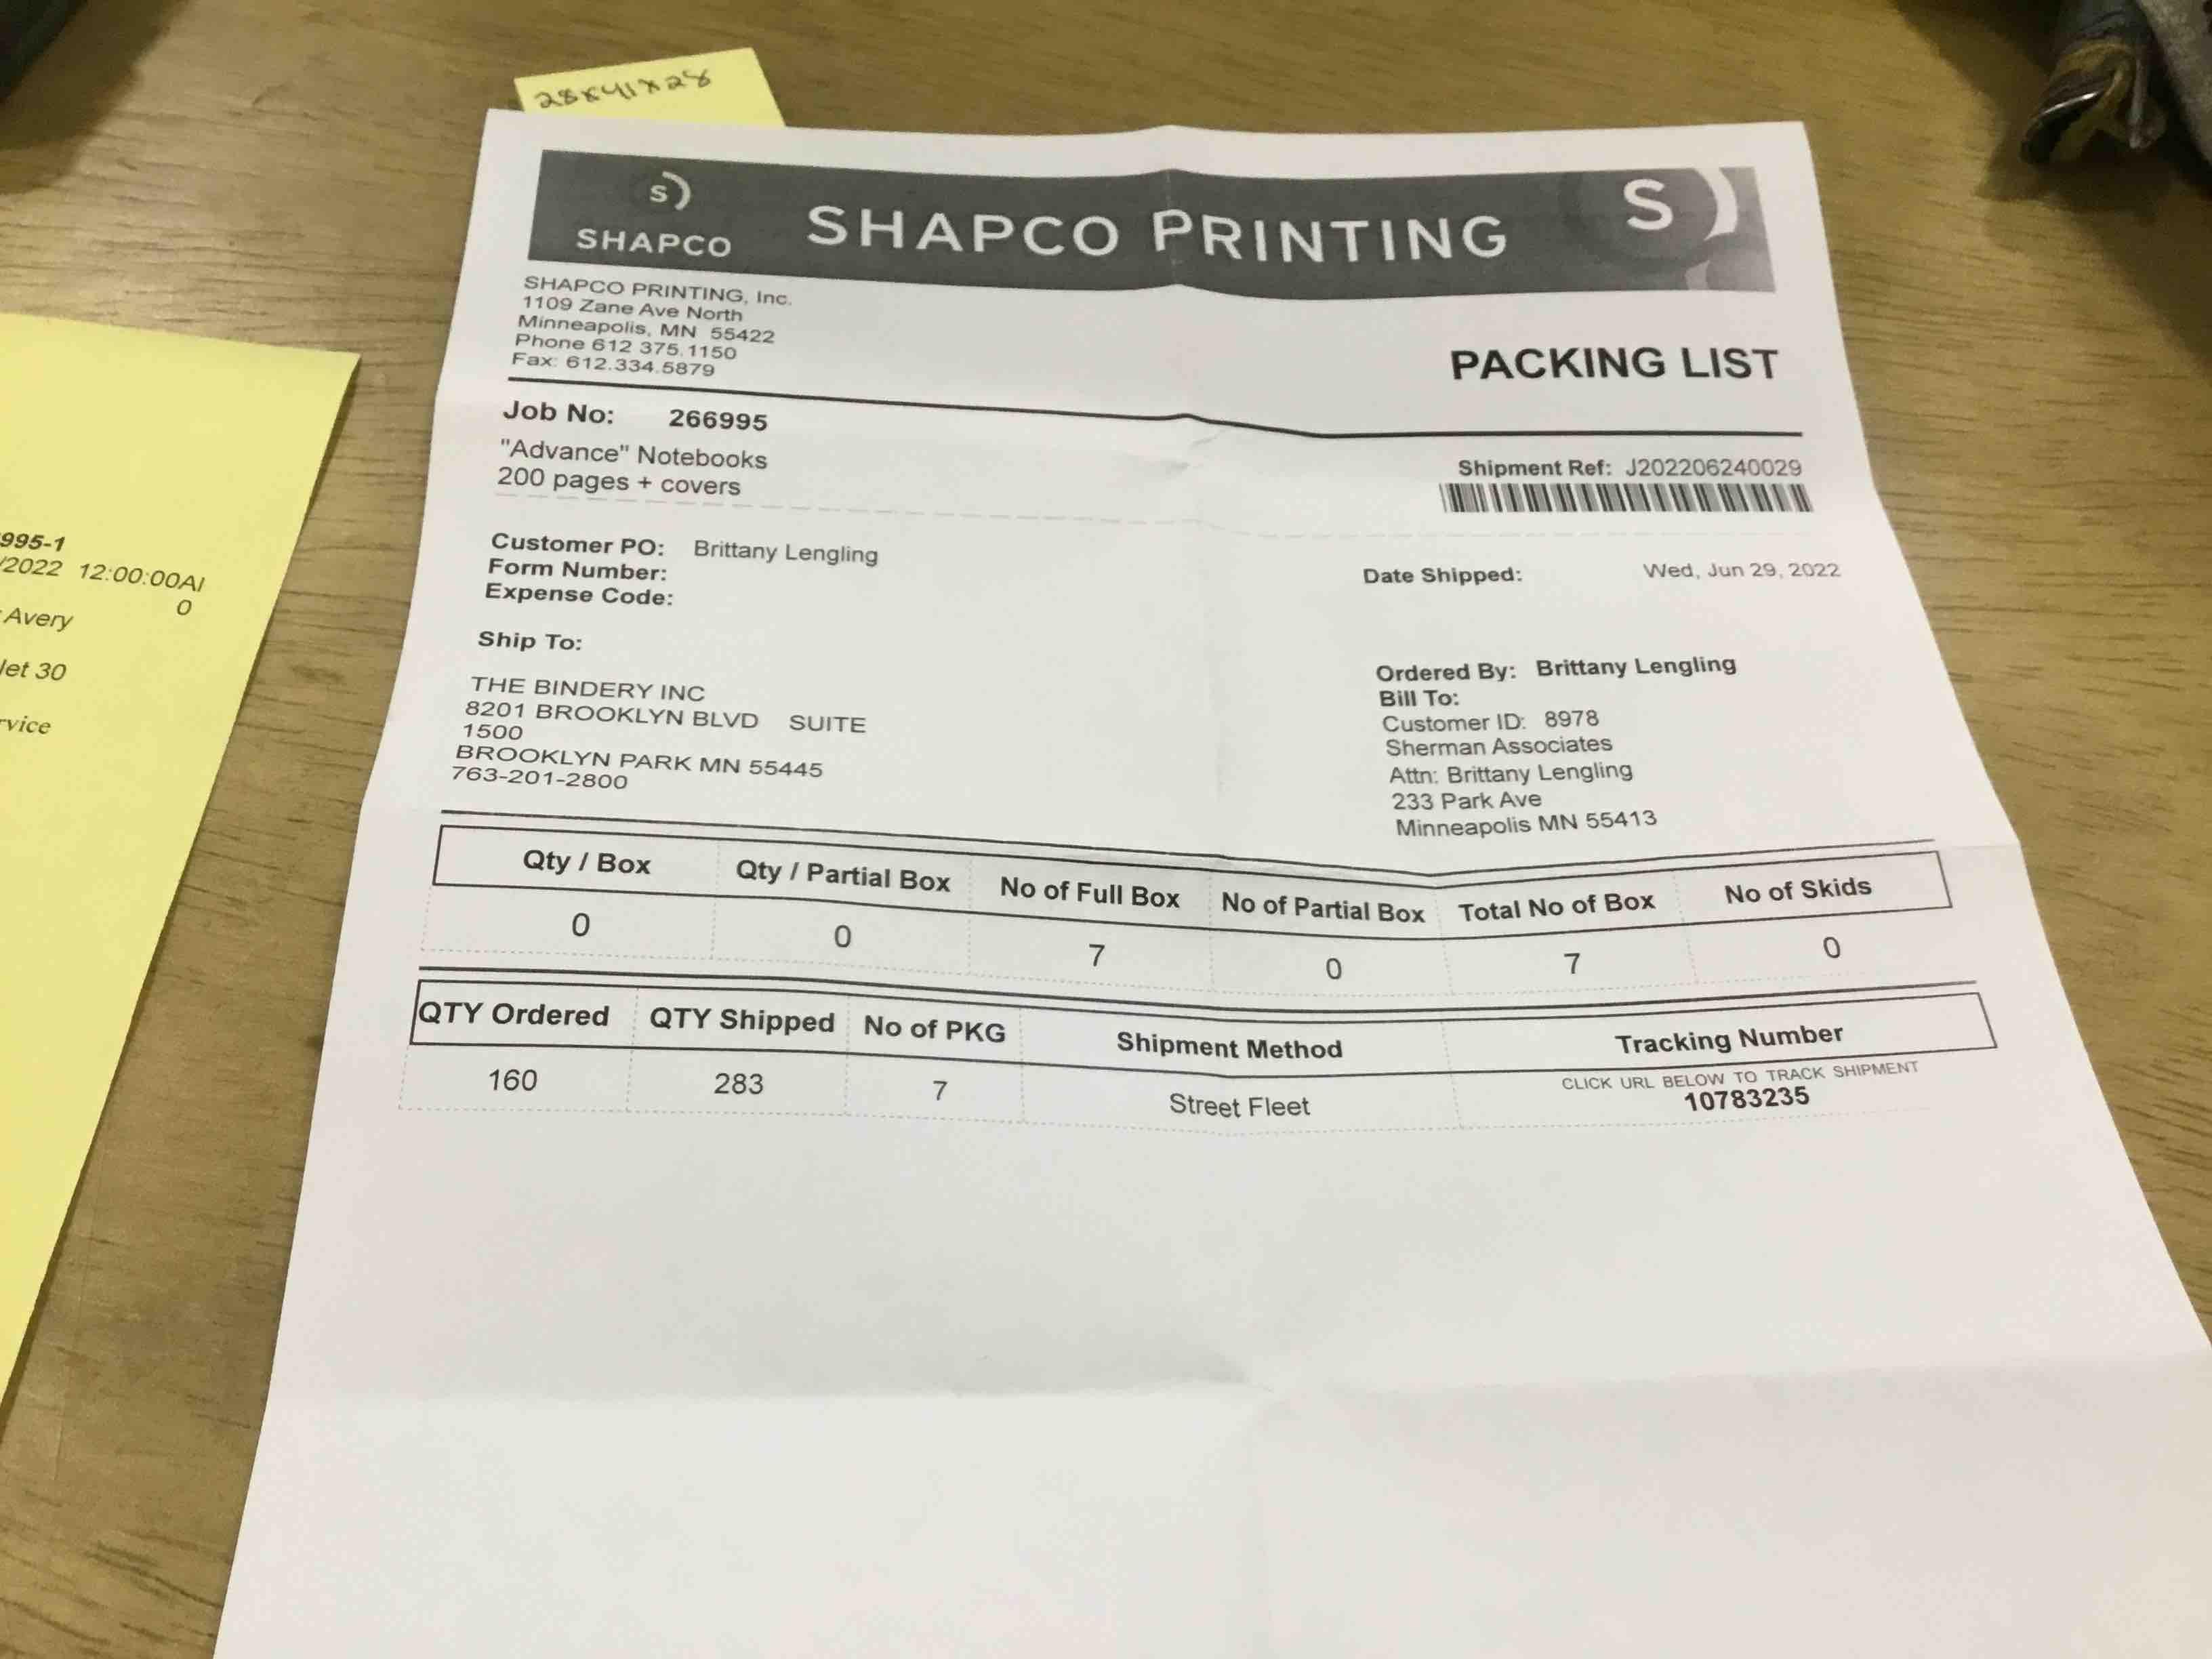 28x41x28
s)
SHAPCO
SHAPCO PRINTING
S)
SHAPCO PRINTING, Inc.
1109 Zane Ave North
Minneapolis, MN 55422
Phone 612 375.1150
Fax: 612.334.5879
PACKING LIST
Job No: 266995
"Advance" Notebooks
200 pages + covers
Shipment Ref: J202206240029
Customer PO: Brittany Lengling
Form Number:
Expense Code:
Date Shipped: Wed, Jun 29, 2022
Ship To:
THE BINDERY INC
8201 BROOKLYN BLVD SUITE
1500
BROOKLYN PARK MN 55445
763-201-2800
Ordered By: Brittany Lengling
Bill To:
Customer ID: 8978
Sherman Associates
Attn: Brittany Lengling
233 Park Ave
Minneapolis MN 55413
Qty / Box Qty / Partial Box No of Full Box No of Partial Box Total No of Box No of Skids
0 0 7 0 7 0
QTY Ordered QTY Shipped No of PKG Shipment Method Tracking Number
CLICK URL BELOW TO TRACK SHIPMENT
160 283 7 Street Fleet 10783235
995-1
/2022 12:00:00A
0
Avery
et 30
rvice